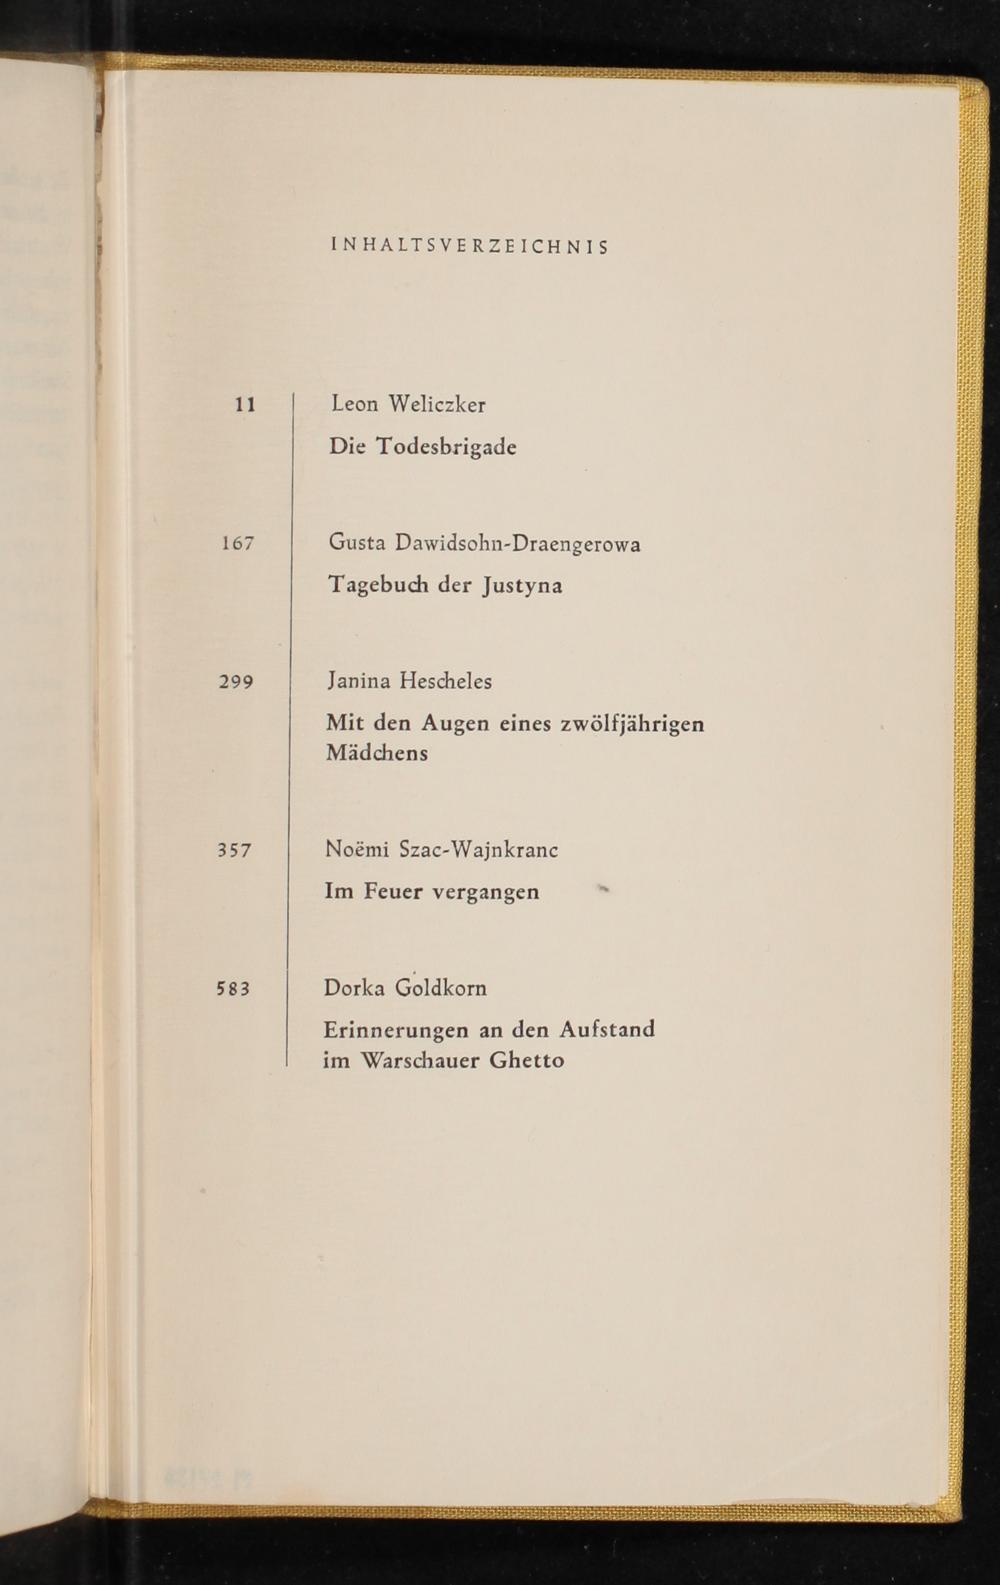 INHALTSVERZEICHNIS
11 Leon Weliczker
Die Todesbrigade
167 Gusta Dawidsohn-Draengerowa
Tagebuch der Justyna
299 Janina Hescheles
Mit den Augen eines zwölfjährigen
Mädchens
357 Noëmi Szac-Wajnkranc
Im Feuer vergangen
583 Dorka Goldkorn
Erinnerungen an den Aufstand
im Warschauer Ghetto